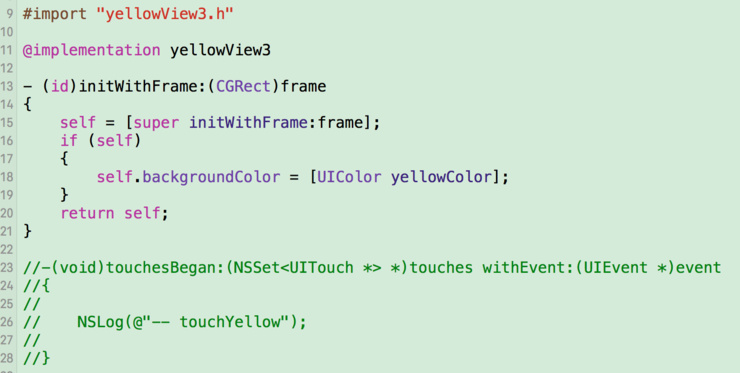 9 #import "yellowView3.h"
10
11 @implementation yellowView3
12
13 - (id)initWithFrame:(CGRect)frame
14 {
15     self = [super initWithFrame:frame];
16     if (self)
17     {
18         self.backgroundColor = [UIColor yellowColor];
19     }
20     return self;
21 }
22
23 //-(void)touchesBegan:(NSSet<UITouch *> *)touches withEvent:(UIEvent *)event
24 //{
25 //
26 //    NSLog(@"-- touchYellow");
27 //
28 //}